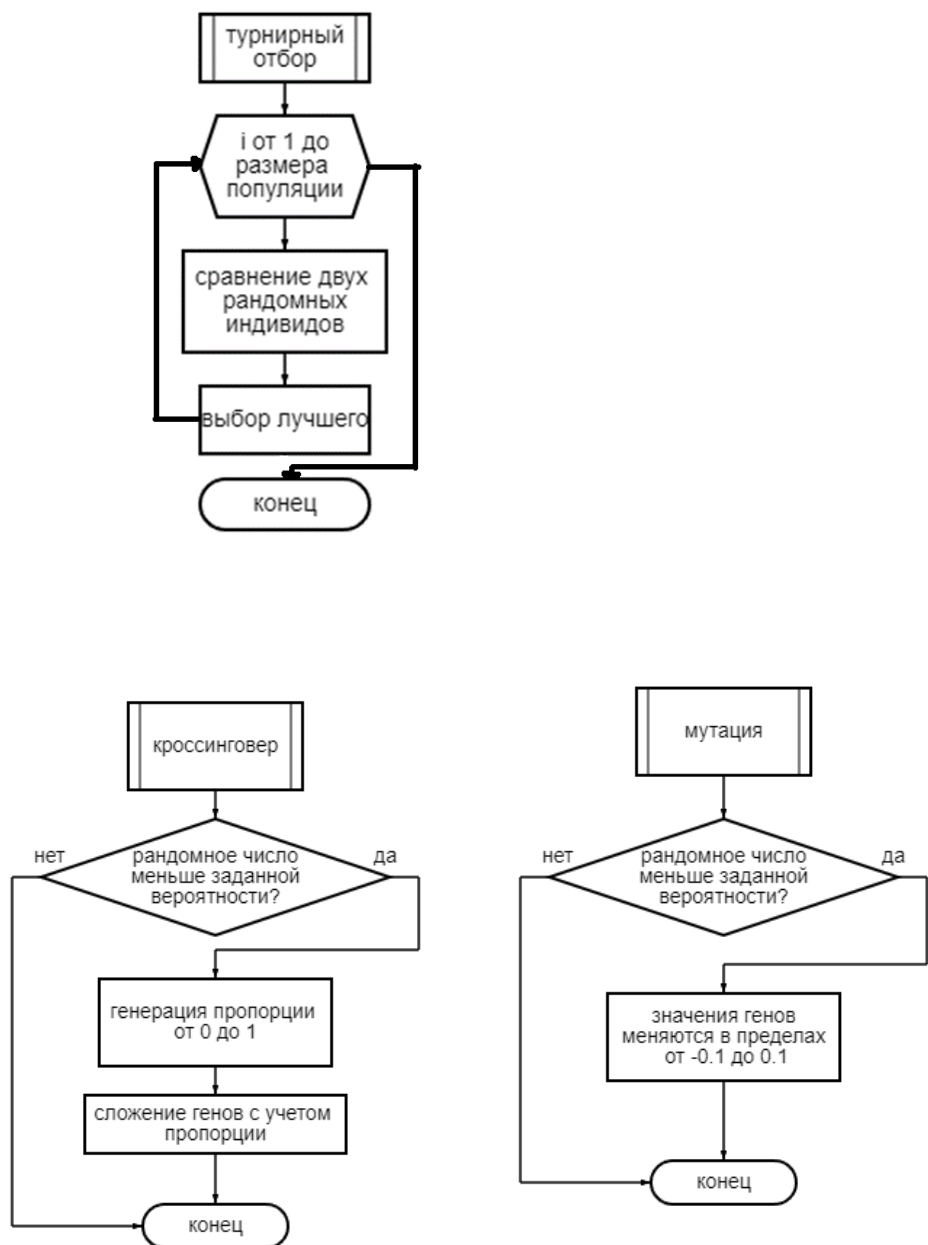 турнирный
отбор
i от 1 до
размера
популяции
сравнение двух
рандомных
индивидов
выбор лучшего
конец
кроссинговер
нет
рандомное число
меньше заданной
вероятности?
да
генерация пропорции
от 0 до 1
сложение генов с учетом
пропорции
конец
мутация
нет
рандомное число
меньше заданной
вероятности?
да
значения генов
меняются в пределах
от -0.1 до 0.1
конец